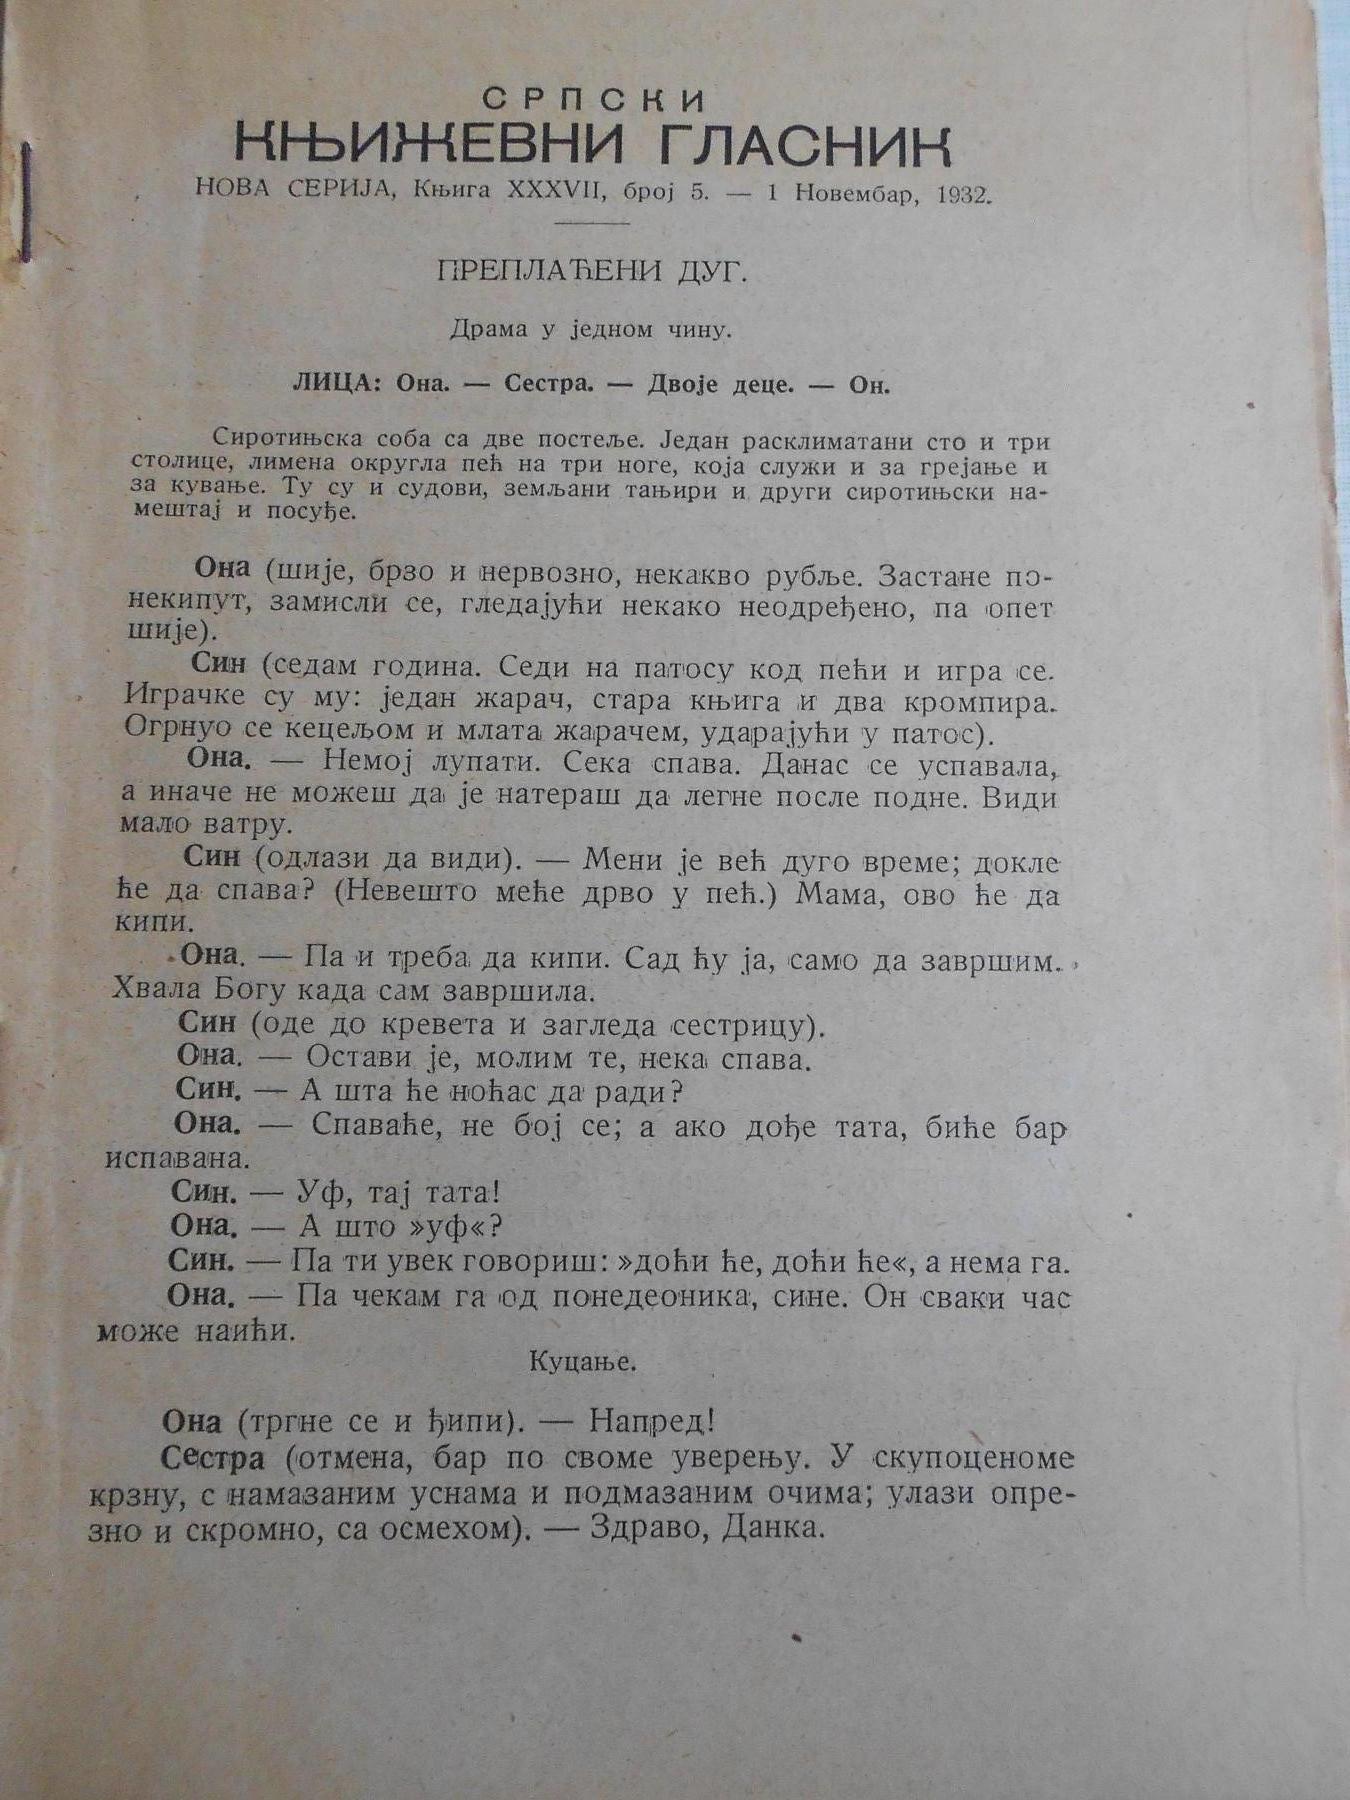 СРПСКИ
КЊИЖЕВНИ ГЛАСНИК
НОВА СЕРИЈА, Књига XXXVII, број 5. — 1 Новембар, 1932.
ПРЕПЛАЋЕНИ ДУГ.
Драма у једном чину.
ЛИЦА: Она. — Сестра. — Двоје деце. — Он.
Сиротињска соба са две постеље. Један расклиматани сто и три
столице, лимена округла пећ на три ноге, која служи и за грејање и
за кување. Ту су и судови, земљани тањири и други сиротињски на-
мештај и посуђе.
Она (шије, брзо и нервозно, некакво рубље. Застане по-
некипут, замисли се, гледајући некако неодређено, па опет
шије).
Син (седам година. Седи на патосу код пећи и игра се.
Играчке су му: један жарач, стара књига и два кромпира.
Огрнуо се кецељом и млата жарачем, ударајући у патос).
Она. — Немој лупати. Сека спава. Данас се успавала,
а иначе не можеш да је натераш да легне после подне. Види
мало ватру.
Син (одлази да види). — Мени је већ дуго време; докле
ће да спава? (Невешто меће дрво у пећ.) Мама, ово ће да
кипи.
Она. — Па и треба да кипи. Сад ћу ја, само да завршим.
Хвала Богу када сам завршила.
Син (оде до кревета и загледа сестрицу).
Она. — Остави је, молим те, нека спава.
Син. — А шта ће ноћас да ради?
Она. — Спаваће, не бој се; а ако дође тата, биће бар
испавана.
Син. — Уф, тај тата!
Она. — А што »уф«?
Син. — Па ти увек говориш: »доћи ће, доћи ће«, а нема га.
Она. — Па чекам га од понедеоника, сине. Он сваки час
може наићи.
Куцање.
Она (тргне се и ђипи). — Напред!
Сестра (отмена, бар по своме уверењу. У скупоценоме
крзну, с намазаним уснама и подмазаним очима; улази опре-
зно и скромно, са осмехом). — Здраво, Данка.